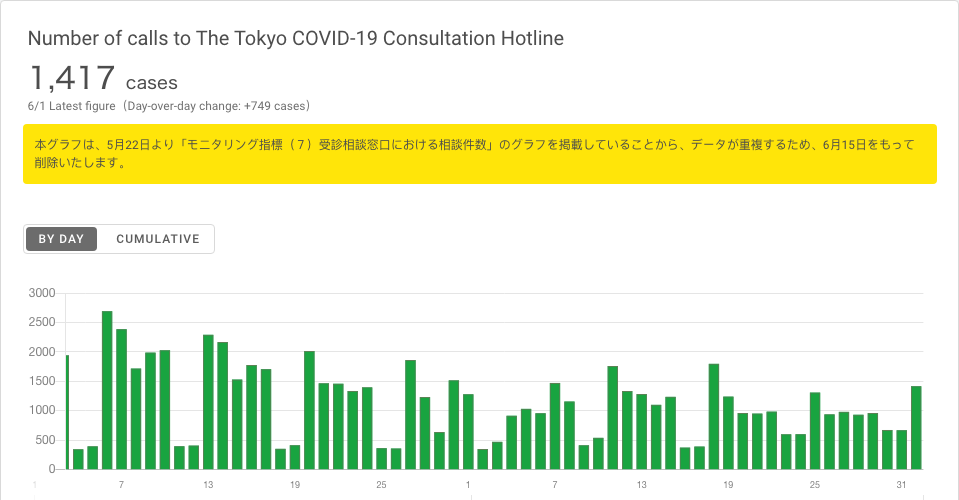 Number of calls to The Tokyo COVID-19 Consultation Hotline
1,417 cases
6/1 Latest figure（Day-over-day change: +749 cases）
本グラフは、5月22日より「モニタリング指標（７）受診相談窓口における相談件数」のグラフを掲載していることから、データが重複するため、6月15日をもって
削除いたします。
BY DAY CUMULATIVE
3000
2500
2000
1500
1000
500
0
1 7 13 19 25 1 7 13 19 25 31